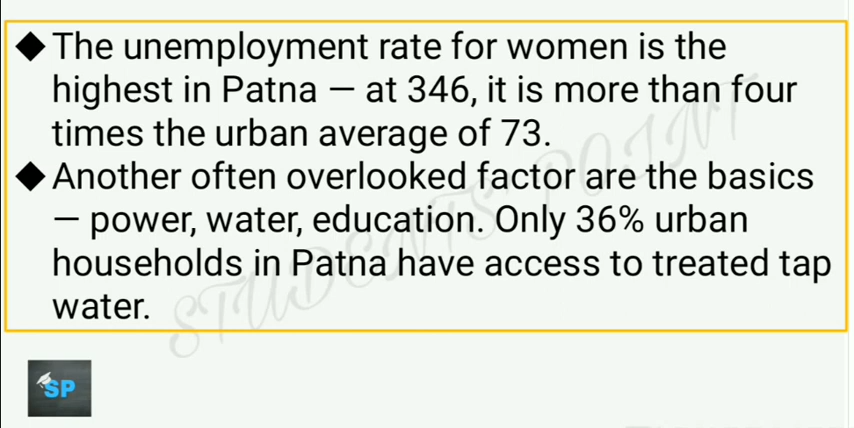 ◆ The unemployment rate for women is the
highest in Patna — at 346, it is more than four
times the urban average of 73.
◆ Another often overlooked factor are the basics
— power, water, education. Only 36% urban
households in Patna have access to treated tap
water.
STUDENTS POINT
SP